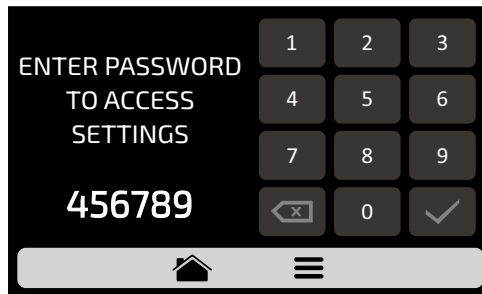 ENTER PASSWORD
TO ACCESS
SETTINGS
456789
1 2 3
4 5 6
7 8 9
0